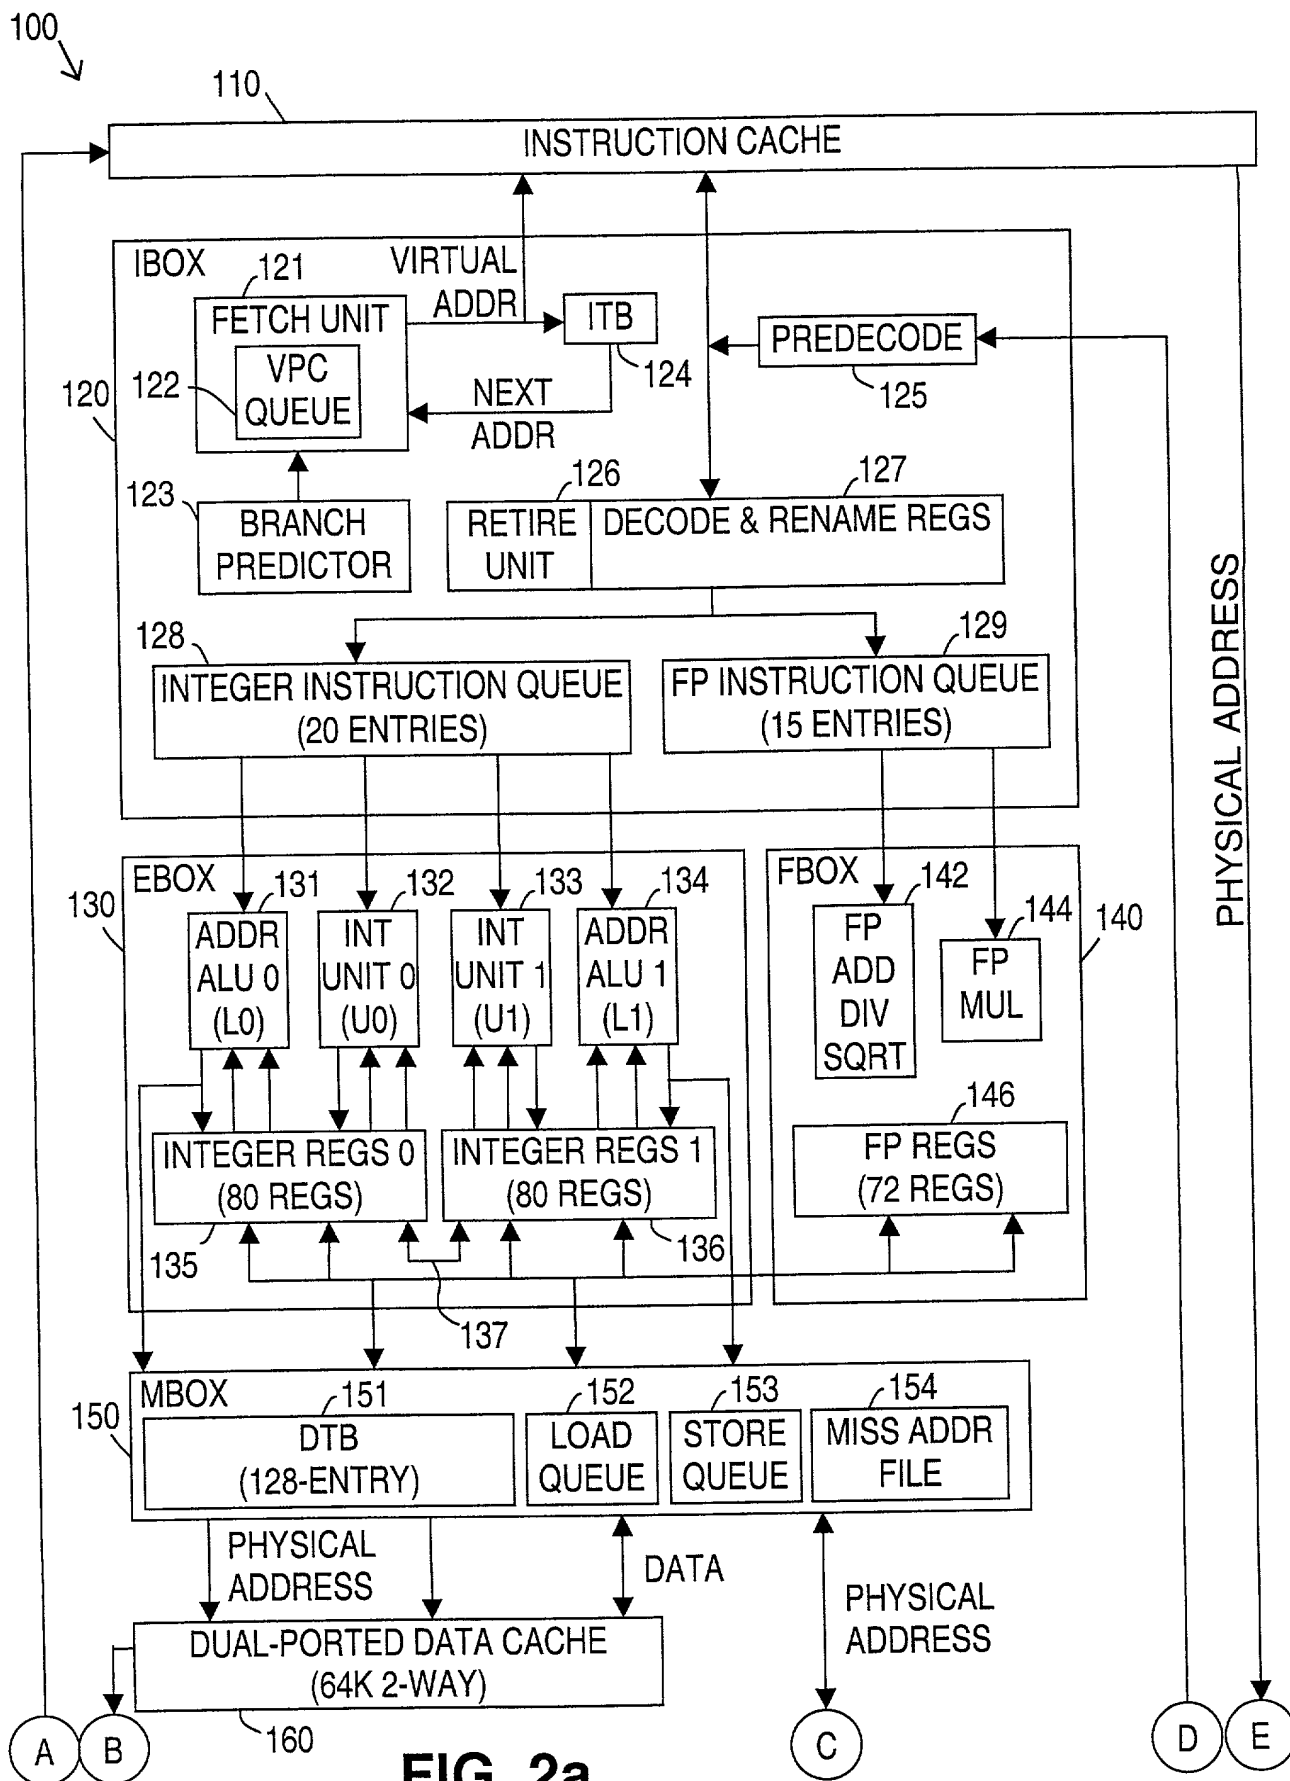 100
110
INSTRUCTION CACHE
IBOX
121
VIRTUAL
ADDR
FETCH UNIT
ITB
PREDECODE
122
VPC
QUEUE
124
125
120
NEXT
ADDR
123
126
127
BRANCH
PREDICTOR
RETIRE
UNIT
DECODE & RENAME REGS
PHYSICAL ADDRESS
128
129
INTEGER INSTRUCTION QUEUE
(20 ENTRIES)
FP INSTRUCTION QUEUE
(15 ENTRIES)
EBOX
131
132
133
134
FBOX
142
144
130
140
ADDR
ALU 0
(L0)
INT
UNIT 0
(U0)
INT
UNIT 1
(U1)
ADDR
ALU 1
(L1)
FP
ADD
DIV
SQRT
FP
MUL
146
INTEGER REGS 0
(80 REGS)
INTEGER REGS 1
(80 REGS)
FP REGS
(72 REGS)
135
136
137
MBOX
151
152
153
154
150
DTB
(128-ENTRY)
LOAD
QUEUE
STORE
QUEUE
MISS ADDR
FILE
PHYSICAL
ADDRESS
DATA
PHYSICAL
ADDRESS
DUAL-PORTED DATA CACHE
(64K 2-WAY)
160
A
B
C
D
E
FIG. 2a